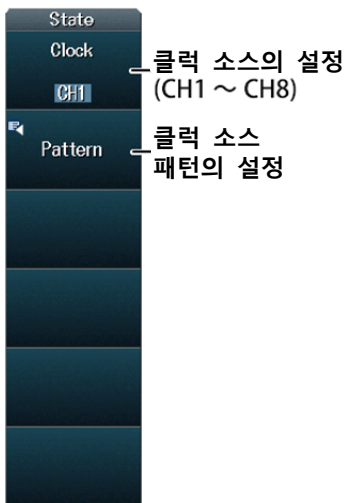 State
Clock
CH1
클럭 소스의 설정
(CH1 ～ CH8)
Pattern
클럭 소스
패턴의 설정